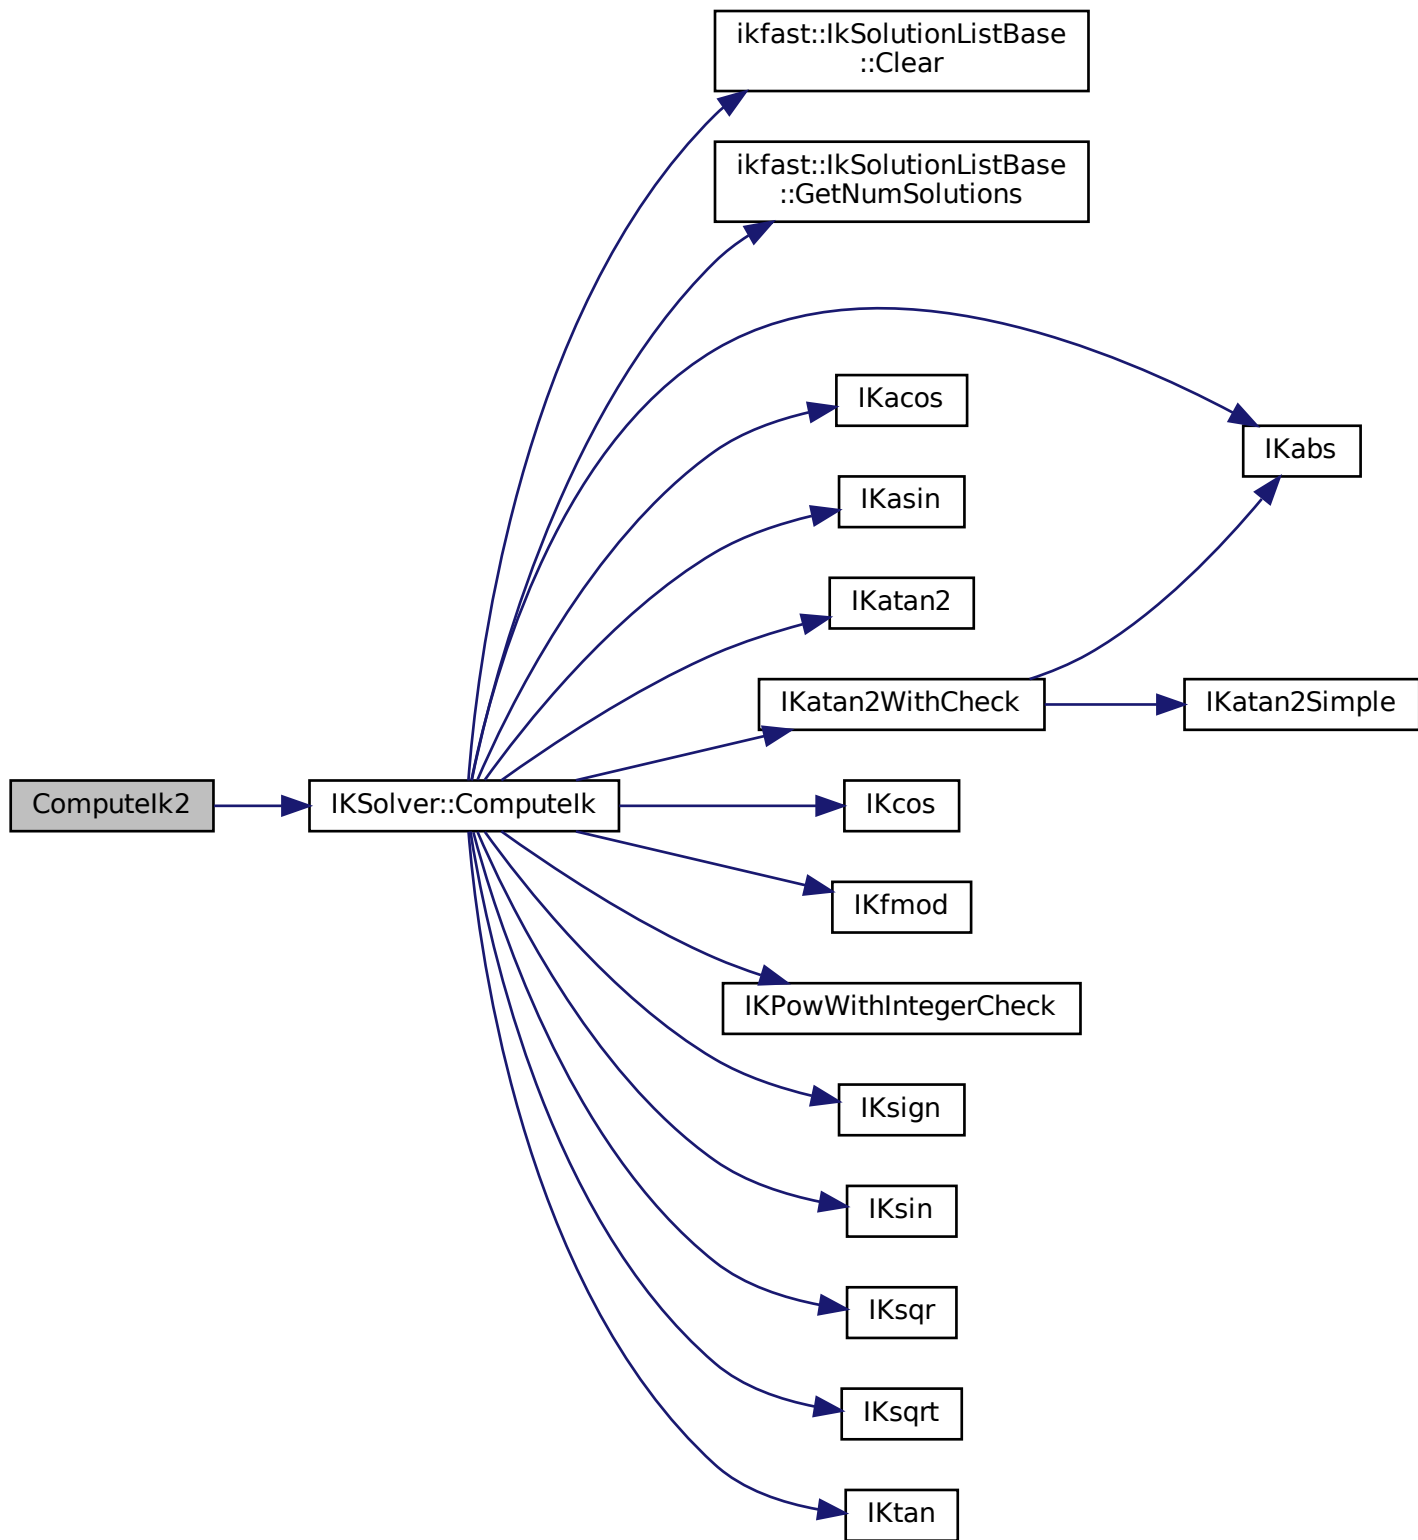 ikfast::IkSolutionListBase
::Clear
ikfast::IkSolutionListBase
::GetNumSolutions
IKacos
IKabs
IKasin
IKatan2
IKatan2WithCheck
IKatan2Simple
ComputeIk2
IKSolver::ComputeIk
IKcos
IKfmod
IKPowWithIntegerCheck
IKsign
IKsin
IKsqr
IKsqrt
IKtan